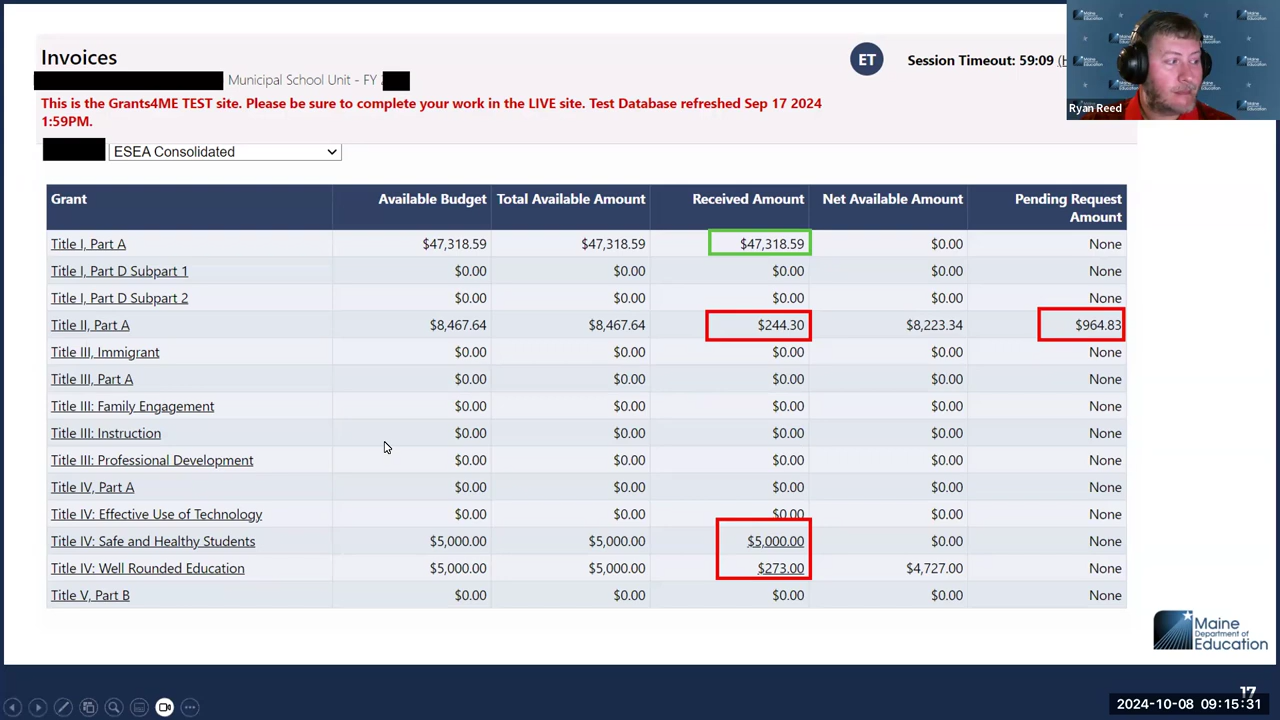 Invoices
ET
Session Timeout: 59:09
Municipal School Unit - FY
This is the Grants4ME TEST site. Please be sure to complete your work in the LIVE site. Test Database refreshed Sep 17 2024
1:59PM.
Ryan Reed
ESEA Consolidated
Grant Available Budget Total Available Amount Received Amount Net Available Amount Pending Request
Amount
Title I, Part A $47,318.59 $47,318.59 $47,318.59 $0.00 None
Title I, Part D Subpart 1 $0.00 $0.00 $0.00 $0.00 None
Title I, Part D Subpart 2 $0.00 $0.00 $0.00 $0.00 None
Title II, Part A $8,467.64 $8,467.64 $244.30 $8,223.34 $964.83
Title III, Immigrant $0.00 $0.00 $0.00 $0.00 None
Title III, Part A $0.00 $0.00 $0.00 $0.00 None
Title III: Family Engagement $0.00 $0.00 $0.00 $0.00 None
Title III: Instruction $0.00 $0.00 $0.00 $0.00 None
Title III: Professional Development $0.00 $0.00 $0.00 $0.00 None
Title IV, Part A $0.00 $0.00 $0.00 $0.00 None
Title IV: Effective Use of Technology $0.00 $0.00 $0.00 $0.00 None
Title IV: Safe and Healthy Students $5,000.00 $5,000.00 $5,000.00 $0.00 None
Title IV: Well Rounded Education $5,000.00 $5,000.00 $273.00 $4,727.00 None
Title V, Part B $0.00 $0.00 $0.00 $0.00 None
Maine
Department of
Education
17
2024-10-08 09:15:31